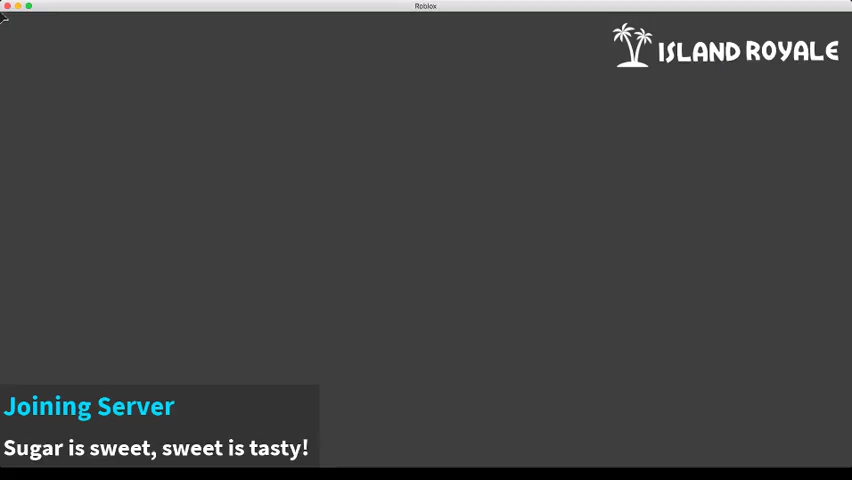 Roblox
ISLAND ROYALE
Joining Server
Sugar is sweet, sweet is tasty!